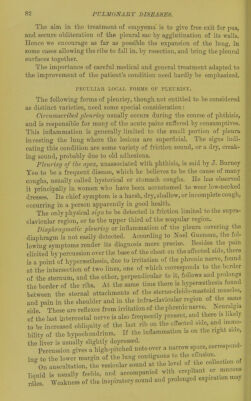 82 PULMONARY DISEASES.
The aim in the treatment of empyema is to give free exit for pus,
and secure obliteration of the pleural sac by agglutination of its walls.
Hence we encourage as far as possible the expansion of the lung, in
some cases allowing the ribs to fall in, by resection, and bring the pleural
surfaces together.
The importance of careful medical and general treatment adapted to
the improvement of the patient's condition need hardly be emphasized.
PECULIAR LOCAL FORMS OF PLEURISY.
The following forms of pleurisy, though not entitled to be considered
as distinct varieties, need some special consideration:
Circumscribed pleurisy usually occurs during the course of phthisis,
and is responsible for many of the acute pains suffered by consumptives.
This inflammation is generally limited to the small portion of pleura
investing the lung where the lesions are superficial. The signs indi-
cating this condition are some variety of friction sound, or a dry, creak-
ing sound, probably due to old adhesions.
Pleurisy of the apex, unassociated with phthisis, is said by J. Burney
Yeo to be a frequent disease, which he believes to be the cause of many
coughs, usually called hysterical or stomach coughs. He has observed
it principally in women who have been accustomed to wear low-necked
dresses. Its chief symptom is a harsh, dry, shallow, or incomplete cough,
occurring in a person apparently in good health.
The only physical sign to be detected is friction limited to the supra-
clavicular region, or to the upper third of the scapular region.
Diaphragmatic pleurisy or inflammation of the pleura covering the
diaphragm is not easily detected. According to Noel Guenean, the fol-
lowing symptoms render its diagnosis more precise. Besides the pain
elicited by percussion over the base of the chest on the affected side, there
is a point of hyperæsthesia, due to irritation of the phrenic nerve, found
at the intersection of two lines, one of which corresponds to the border
of the sternum, and the other, perpendicular to it, follows and prolongs
the border of the ribs. At the same time there is hyperæsthesia found
between the sternal attachments of the sterno-cleido-mastoid muscles,
and pain in the shoulder and in the infra-clavicular region of the same
side. These are reflexes from irritation of the phrenic nerve. Neuralgia
of the last intercostal nerve is also frequently present, and there is likely
to be increased obliquity of the last rib on the affected side, and immo-
bility of the hypochondrium. If the inflammation is on the right side,
the liver is usually slightly depressed.
Percussion gives a high-pitched note over a narrow space, correspond-
ing to the lower margin of the lung contiguous to the effusion.
On auscultation, the vesicular sound at the level of the collection of
liquid is usually feeble, and accompanied with crepitant or mucous
râles. Weakness of the inspiratory sound and prolonged expiration may